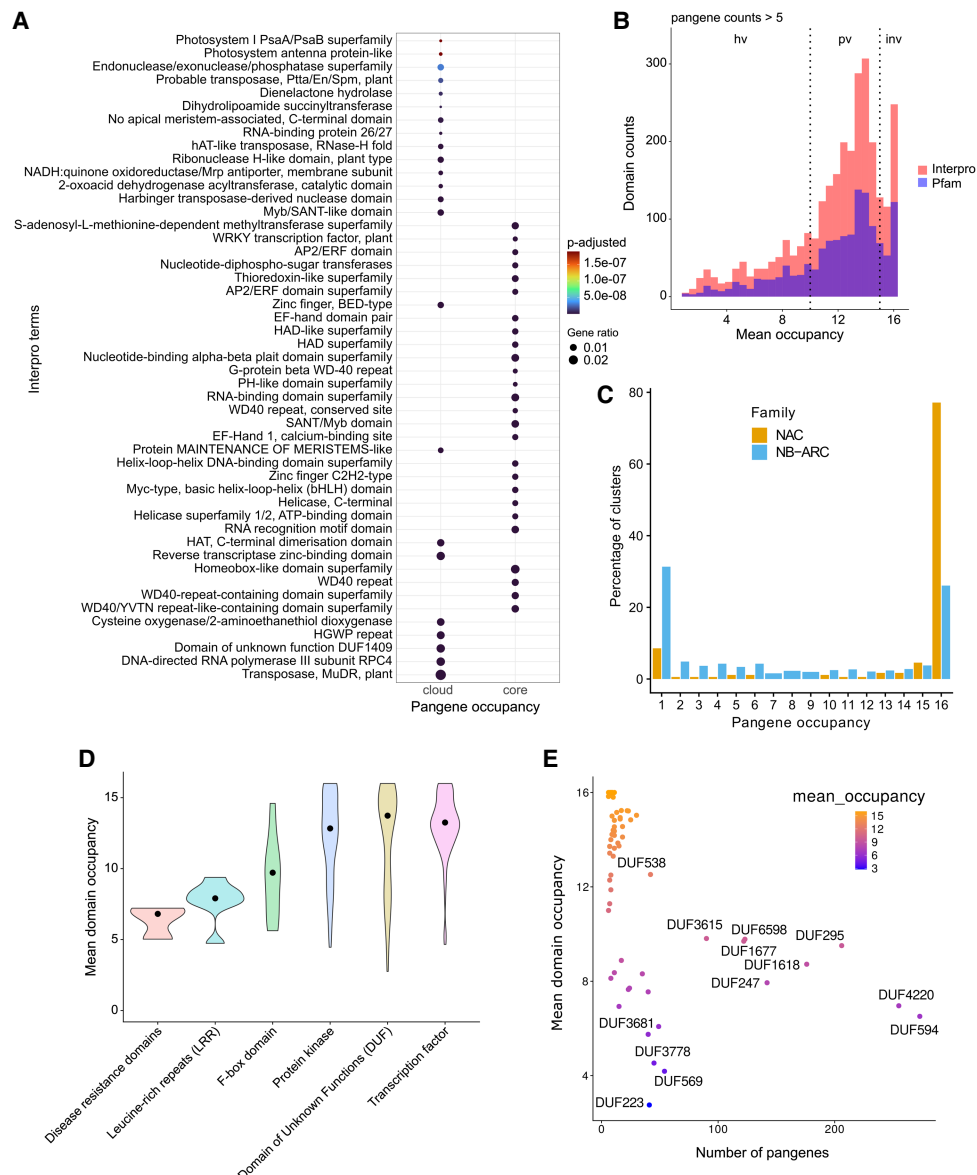 A
Photosystem I PsaA/PsaB superfamily
Photosystem antenna protein-like
Endonuclease/exonuclease/phosphatase superfamily
Probable transposase, Ptta/En/Spm, plant
Dienelactone hydrolase
Dihydrolipoamide succinyltransferase
No apical meristem-associated, C-terminal domain
RNA-binding protein 26/27
hAT-like transposase, RNase-H fold
Ribonuclease H-like domain, plant type
NADH:quinone oxidoreductase/Mrp antiporter, membrane subunit
2-oxoacid dehydrogenase acyltransferase, catalytic domain
Harbinger transposase-derived nuclease domain
Myb/SANT-like domain
S-adenosyl-L-methionine-dependent methyltransferase superfamily
WRKY transcription factor, plant
AP2/ERF domain
Nucleotide-diphospho-sugar transferases
Thioredoxin-like superfamily
AP2/ERF domain superfamily
Zinc finger, BED-type
EF-hand domain pair
HAD-like superfamily
HAD superfamily
Nucleotide-binding alpha-beta plait domain superfamily
G-protein beta WD-40 repeat
PH-like domain superfamily
RNA-binding domain superfamily
WD40 repeat, conserved site
SANT/Myb domain
EF-Hand 1, calcium-binding site
Protein MAINTENANCE OF MERISTEMS-like
Helix-loop-helix DNA-binding domain superfamily
Zinc finger C2H2-type
Myc-type, basic helix-loop-helix (bHLH) domain
Helicase, C-terminal
Helicase superfamily 1/2, ATP-binding domain
RNA recognition motif domain
HAT, C-terminal dimerisation domain
Reverse transcriptase zinc-binding domain
Homeobox-like domain superfamily
WD40 repeat
WD40-repeat-containing domain superfamily
WD40/YVTN repeat-like-containing domain superfamily
Cysteine oxygenase/2-aminoethanethiol dioxygenase
HGWP repeat
Domain of unknown function DUF1409
DNA-directed RNA polymerase III subunit RPC4
Transposase, MuDR, plant
Interpro terms
cloud core
Pangene occupancy
p-adjusted
1.5e-07
1.0e-07
5.0e-08
Gene ratio
0.01
0.02
B
pangene counts > 5
hv pv inv
300
200
100
0
Domain counts
4 8 12 16
Mean occupancy
Interpro
Pfam
C
80
60
40
20
0
Percentage of clusters
Family
NAC
NB-ARC
1 2 3 4 5 6 7 8 9 10 11 12 13 14 15 16
Pangene occupancy
D
15
10
5
0
Mean domain occupancy
Disease resistance domains
Leucine-rich repeats (LRR)
F-box domain
Protein kinase
Domain of Unknown Functions (DUF)
Transcription factor
E
16
12
8
4
Mean domain occupancy
mean_occupancy
15
12
9
6
3
DUF538
DUF3615
DUF6598
DUF295
DUF1677
DUF1618
DUF247
DUF4220
DUF594
DUF3681
DUF3778
DUF569
DUF223
0 100 200
Number of pangenes